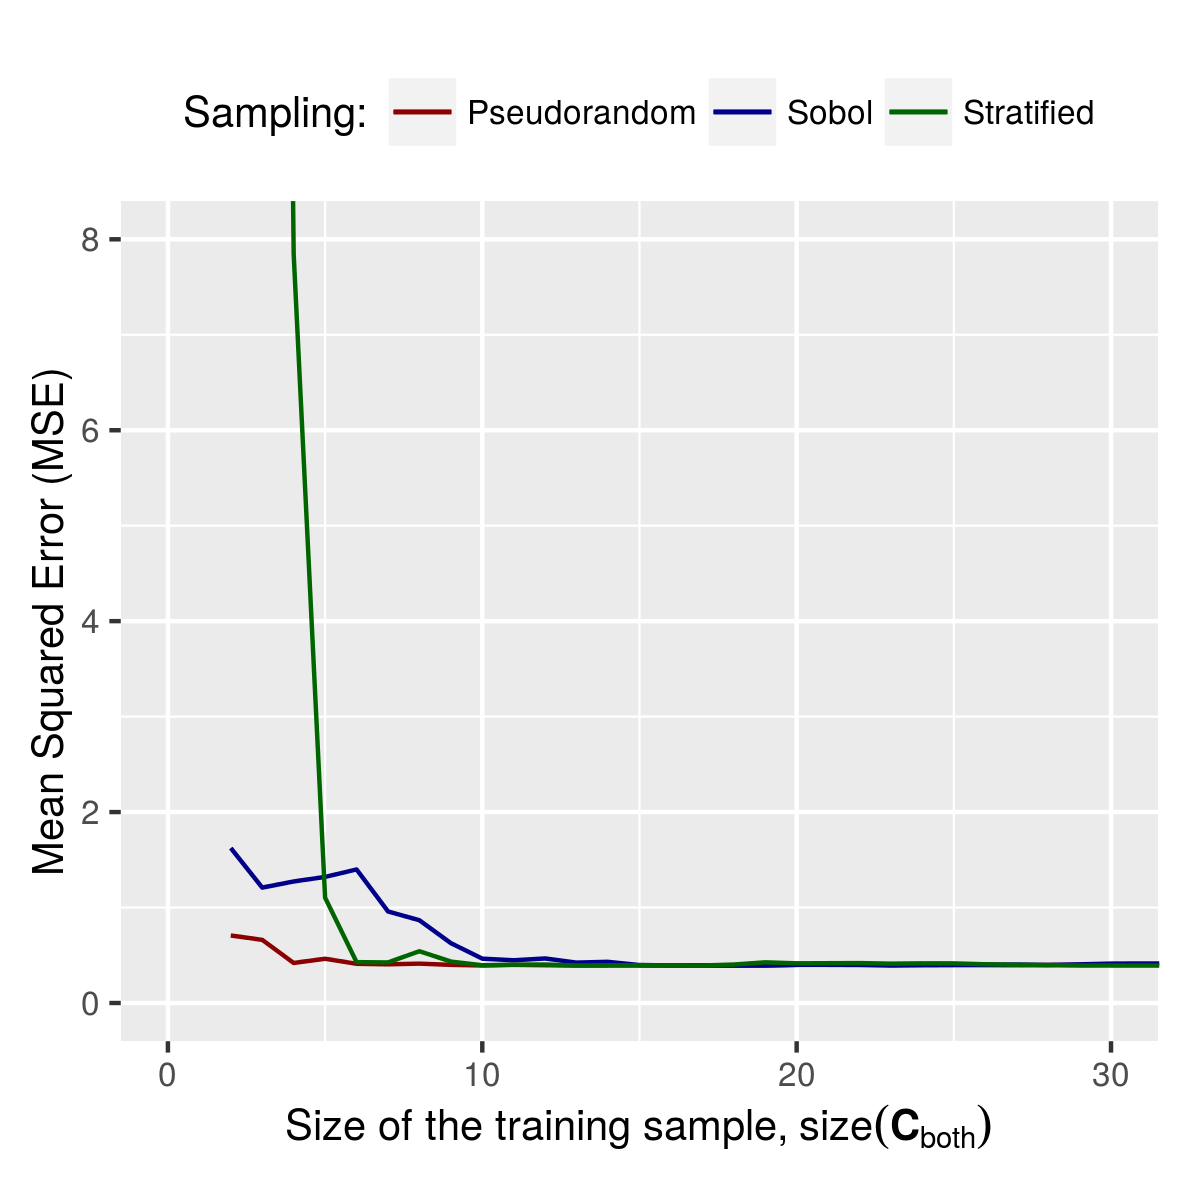 Sampling: Pseudorandom Sobol Stratified
8
6
4
2
0
Mean Squared Error (MSE)
0 10 20 30
Size of the training sample, size(C_both)